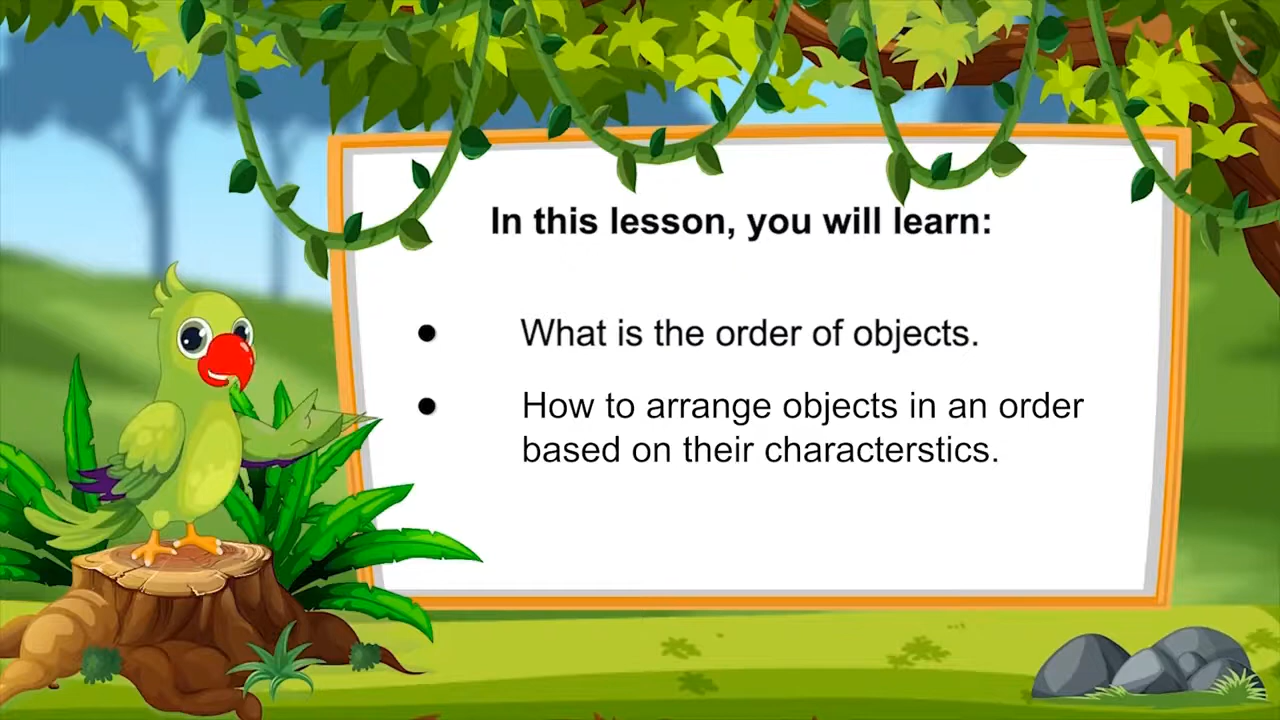 In this lesson, you will learn:
● What is the order of objects.
● How to arrange objects in an order
based on their characterstics.